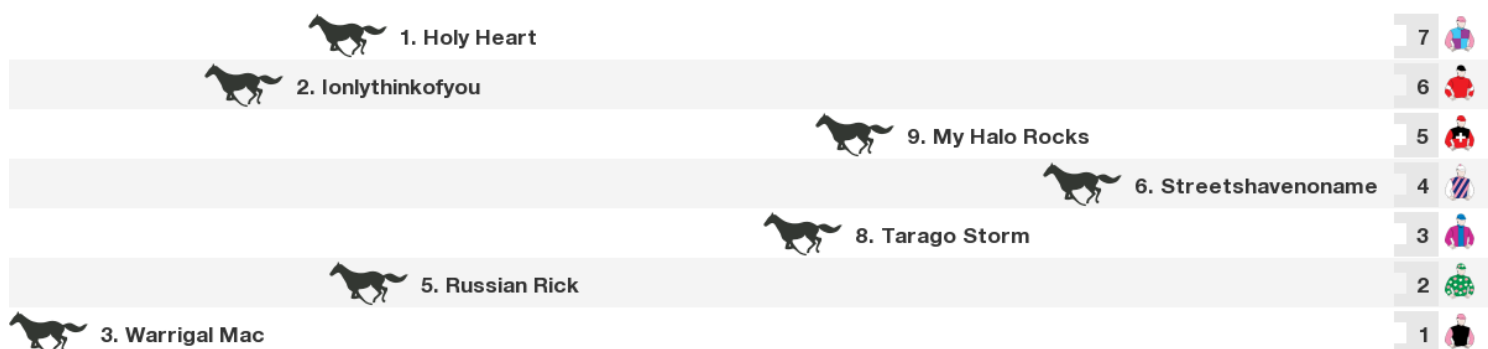 1. Holy Heart 7
2. Ionlythinkofyou 6
9. My Halo Rocks 5
6. Streetshavenoname 4
8. Tarago Storm 3
5. Russian Rick 2
3. Warrigal Mac 1